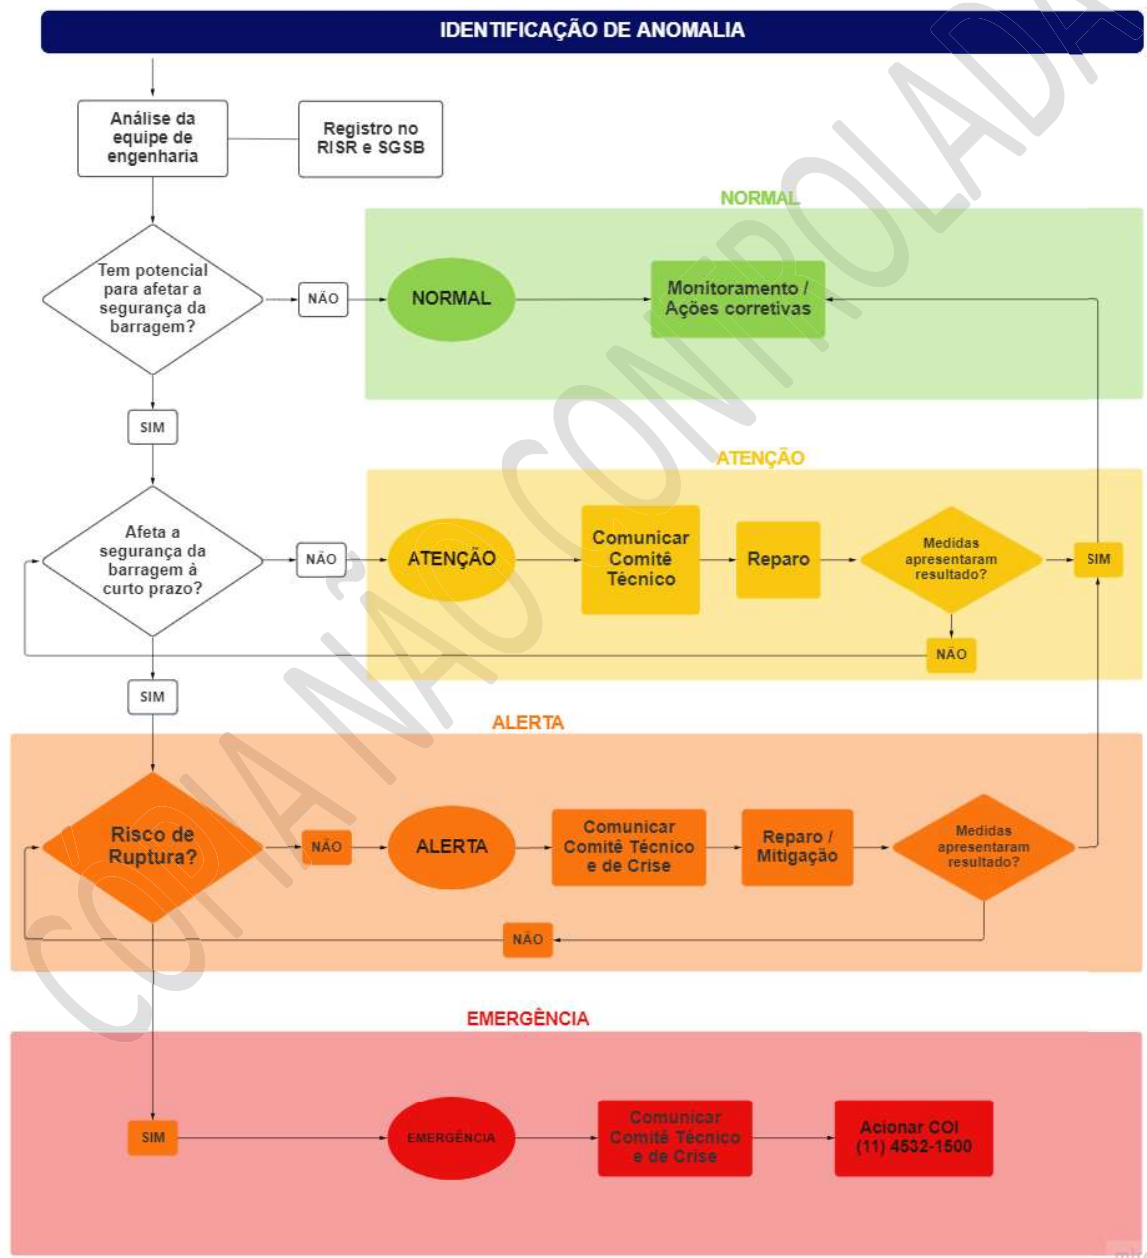 IDENTIFICAÇÃO DE ANOMALIA
Análise da
equipe de
engenharia
Registro no
RISR e SGSB
NORMAL
Tem potencial
para afetar a
segurança da
barragem?
NÃO
NORMAL
Monitoramento /
Ações corretivas
SIM
ATENÇÃO
Afeta a
segurança da
barragem à
curto prazo?
NÃO
ATENÇÃO
Comunicar
Comitê
Técnico
Reparo
Medidas
apresentaram
resultado?
SIM
NÃO
SIM
ALERTA
Risco de
Ruptura?
NÃO
ALERTA
Comunicar
Comitê Técnico
e de Crise
Reparo /
Mitigação
Medidas
apresentaram
resultado?
NÃO
EMERGÊNCIA
SIM
EMERGÊNCIA
Comunicar
Comitê Técnico
e de Crise
Acionar COI
(11) 4532-1500
CÓPIA NÃO CONTROLADA